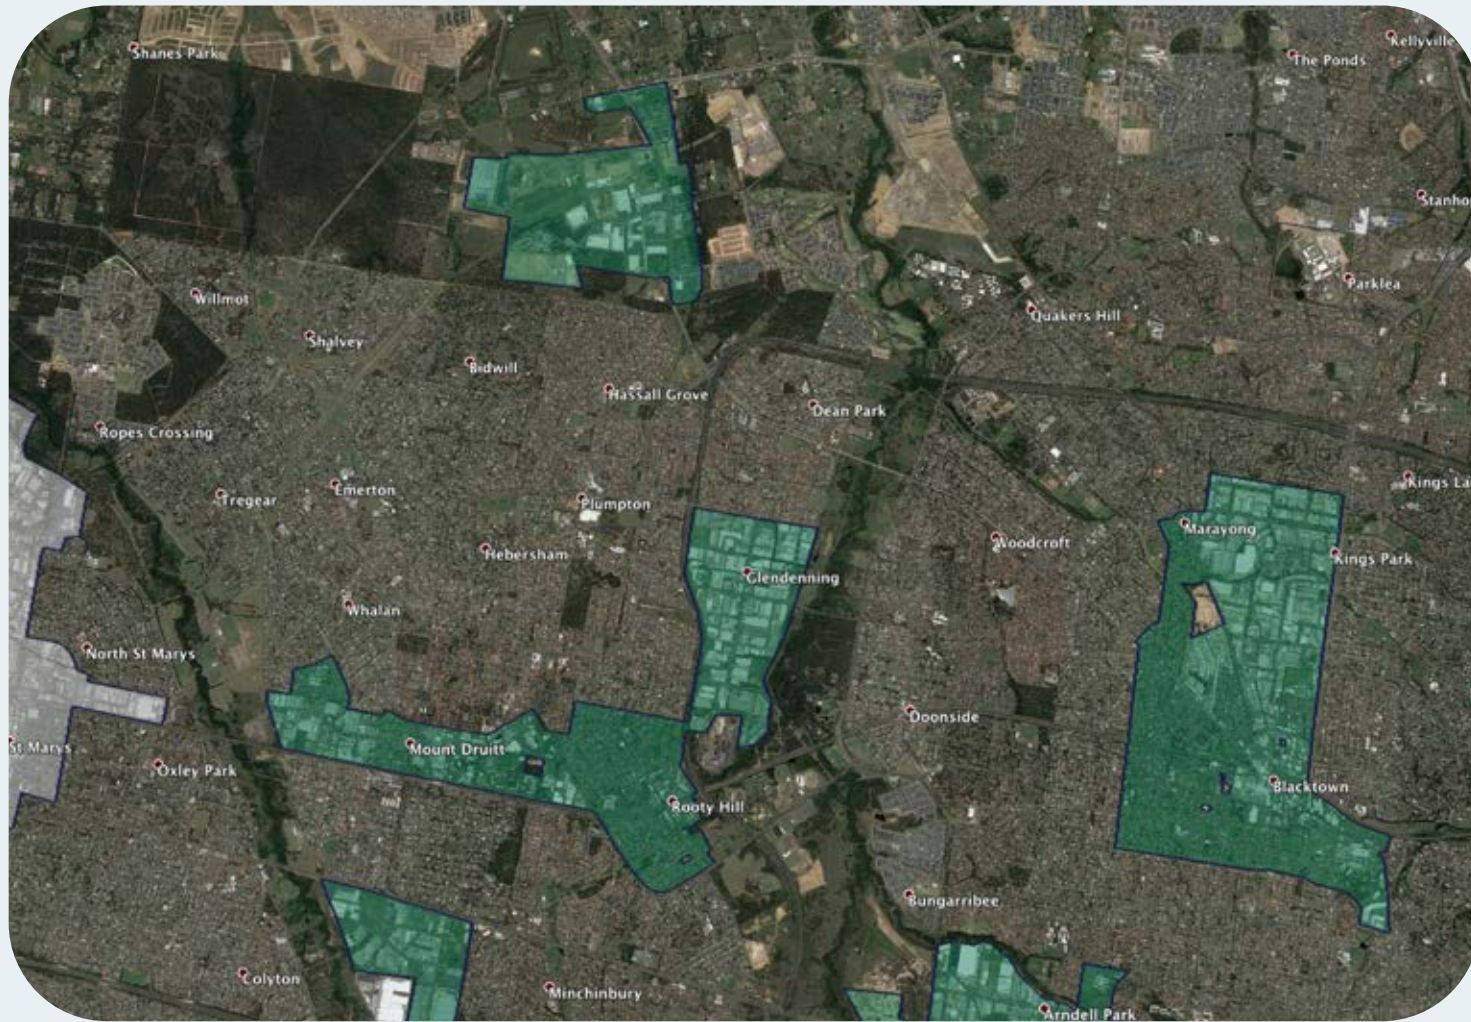 Shanes Park
Kellyville
The Ponds
Stanho
Parklea
Willmot
Quakers Hill
Shalvey
Bidwill
Hassall Grove
Dean Park
Ropes Crossing
Tregear
Emerton
Plumpton
Kings La
Marayong
Woodcroft
Hebersham
Kings Park
Glendenning
Whalan
North St Marys
Doonside
St Marys
Mount Druitt
Oxley Park
Blacktown
Rooty Hill
Bungarribee
Colyton
Minchinbury
Arndell Park